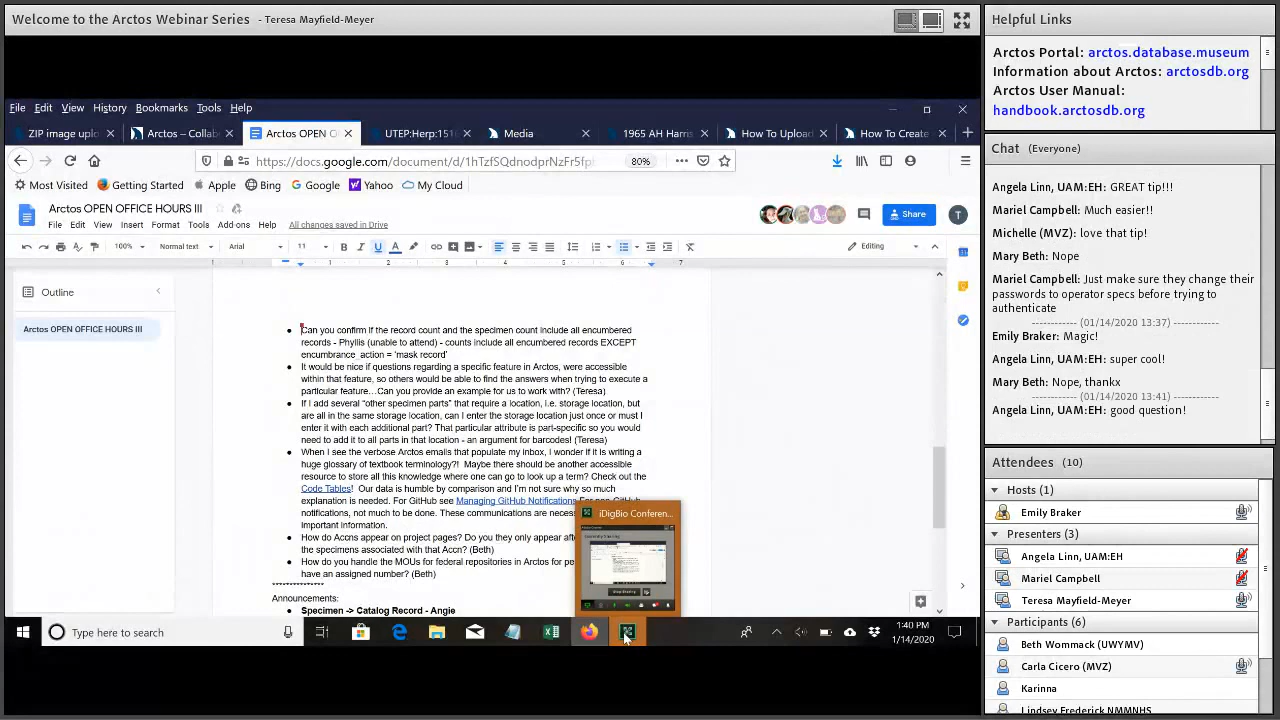 Welcome to the Arctos Webinar Series - Teresa Mayfield-Meyer
File Edit View History Bookmarks Tools Help
ZIP image uplo
Arctos – Collab
Arctos OPEN O
UTEP:Herp:151
Media
1965 AH Harris
How To Upload
How To Create
https://docs.google.com/document/d/1hTzfSQdnodprNzFr5fpl
80%
Most Visited Getting Started Apple Bing Google Yahoo My Cloud
Arctos OPEN OFFICE HOURS III
File Edit View Insert Format Tools Add-ons Help All changes saved in Drive
Share
T
100% Normal text Arial 11 B I U A Editing
1 1 2 3 4 5 6 7
Outline
Arctos OPEN OFFICE HOURS III
● Can you confirm if the record count and the specimen count include all encumbered
records - Phyllis (unable to attend) - counts include all encumbered records EXCEPT
encumbrance_action = 'mask record'
● It would be nice if questions regarding a specific feature in Arctos, were accessible
within that feature, so others would be able to find the answers when trying to execute a
particular feature…Can you provide an example for us to work with? (Teresa)
● If I add several "other specimen parts" that require a location, i.e. storage location, but
are all in the same storage location, can I enter the storage location just once or must I
enter it with each additional part? That particular attribute is part-specific so you would
need to add it to all parts in that location - an argument for barcodes! (Teresa)
● When I see the verbose Arctos emails that populate my inbox, I wonder if it is writing a
huge glossary of textbook terminology?! Maybe there should be another accessible
resource to store all this knowledge where one can go to look up a term? Check out the
Code Tables! Our data is humble by comparison and I'm not sure why so much
explanation is needed. For GitHub see Managing GitHub Notifications
notifications, not much to be done. These communications are neces
important information.
● How do Accns appear on project pages? Do you they only appear afte
the specimens associated with that Accn? (Beth)
● How do you handle the MOUs for federal repositories in Arctos for pe
have an assigned number? (Beth)
Announcements:
● Specimen -> Catalog Record - Angie
iDigBio Conferen...
Type here to search
1:40 PM
1/14/2020
Helpful Links
Arctos Portal: arctos.database.museum
Information about Arctos: arctosdb.org
Arctos User Manual:
handbook.arctosdb.org
Chat (Everyone)
Angela Linn, UAM:EH: GREAT tip!!!
Mariel Campbell: Much easier!!
Michelle (MVZ): love that tip!
Mary Beth: Nope
Mariel Campbell: Just make sure they change their
passwords to operator specs before trying to
authenticate
------------ (01/14/2020 13:37) ------------
Emily Braker: Magic!
Angela Linn, UAM:EH: super cool!
Mary Beth: Nope, thankx
------------ (01/14/2020 13:41) ------------
Angela Linn, UAM:EH: good question!
Attendees (10)
Hosts (1)
Emily Braker
Presenters (3)
Angela Linn, UAM:EH
Mariel Campbell
Teresa Mayfield-Meyer
Participants (6)
Beth Wommack (UWYMV)
Carla Cicero (MVZ)
Karinna
Lindsey Frederick NMMNHS